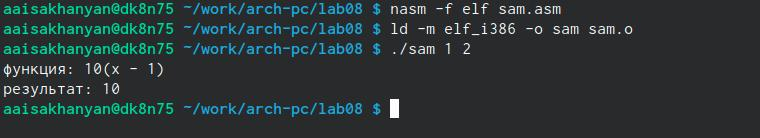 aaisakhanyan@dk8n75 ~/work/arch-pc/lab08 $ nasm -f elf sam.asm
aaisakhanyan@dk8n75 ~/work/arch-pc/lab08 $ ld -m elf_i386 -o sam sam.o
aaisakhanyan@dk8n75 ~/work/arch-pc/lab08 $ ./sam 1 2
функция: 10(x - 1)
результат: 10
aaisakhanyan@dk8n75 ~/work/arch-pc/lab08 $